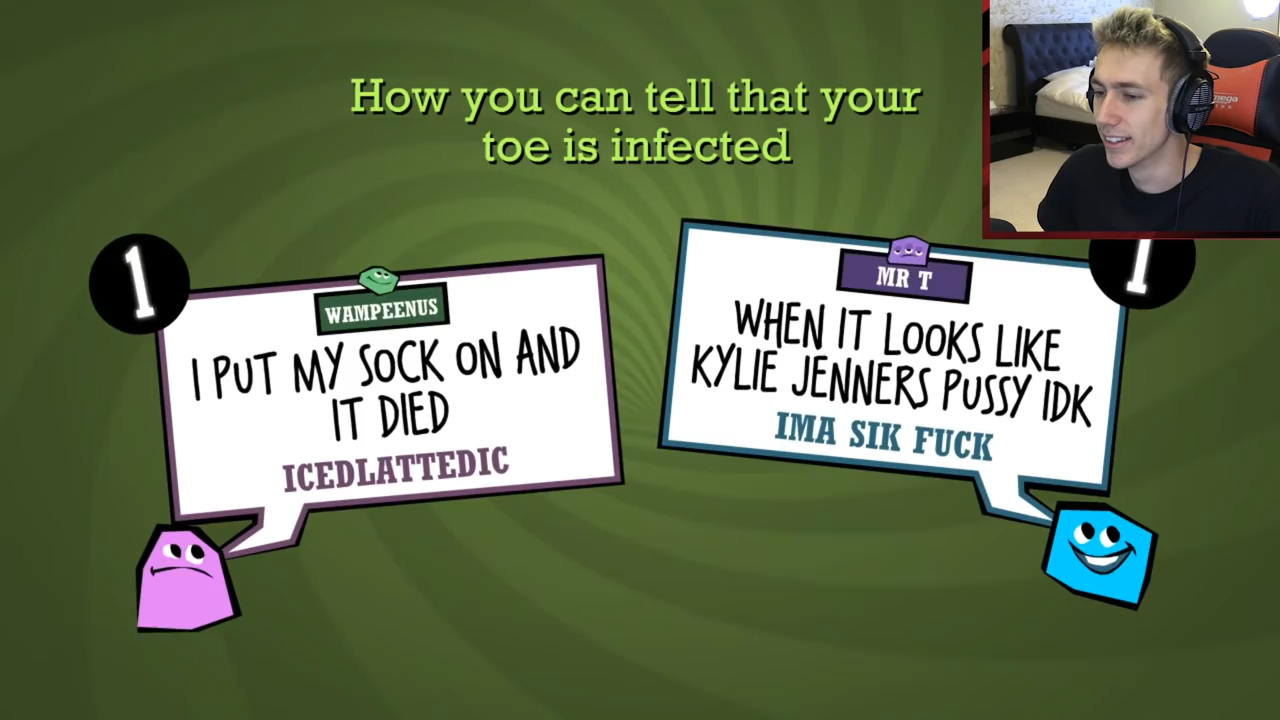 How you can tell that your
toe is infected
1
WAMPEENUS
I PUT MY SOCK ON AND
IT DIED
ICEDLATTEDIC
1
MR T
WHEN IT LOOKS LIKE
KYLIE JENNERS PUSSY IDK
IMA SIK FUCK